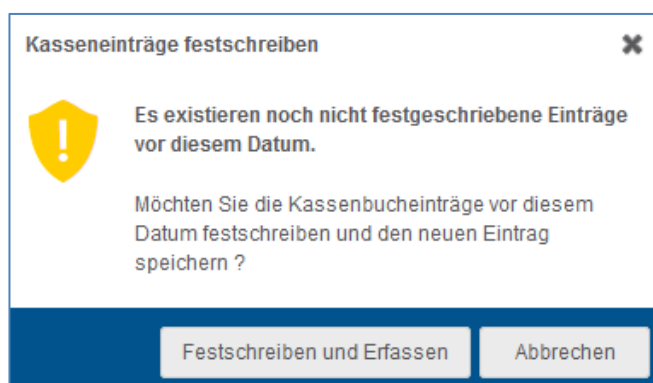 Kasseneinträge festschreiben
Es existieren noch nicht festgeschriebene Einträge
vor diesem Datum.
Möchten Sie die Kassenbucheinträge vor diesem
Datum festschreiben und den neuen Eintrag
speichern ?
Festschreiben und Erfassen
Abbrechen